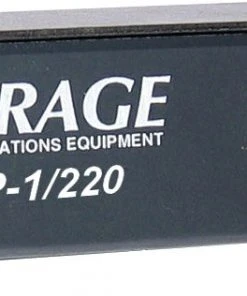 RAGE
ATIONS EQUIPMENT
P-1/220